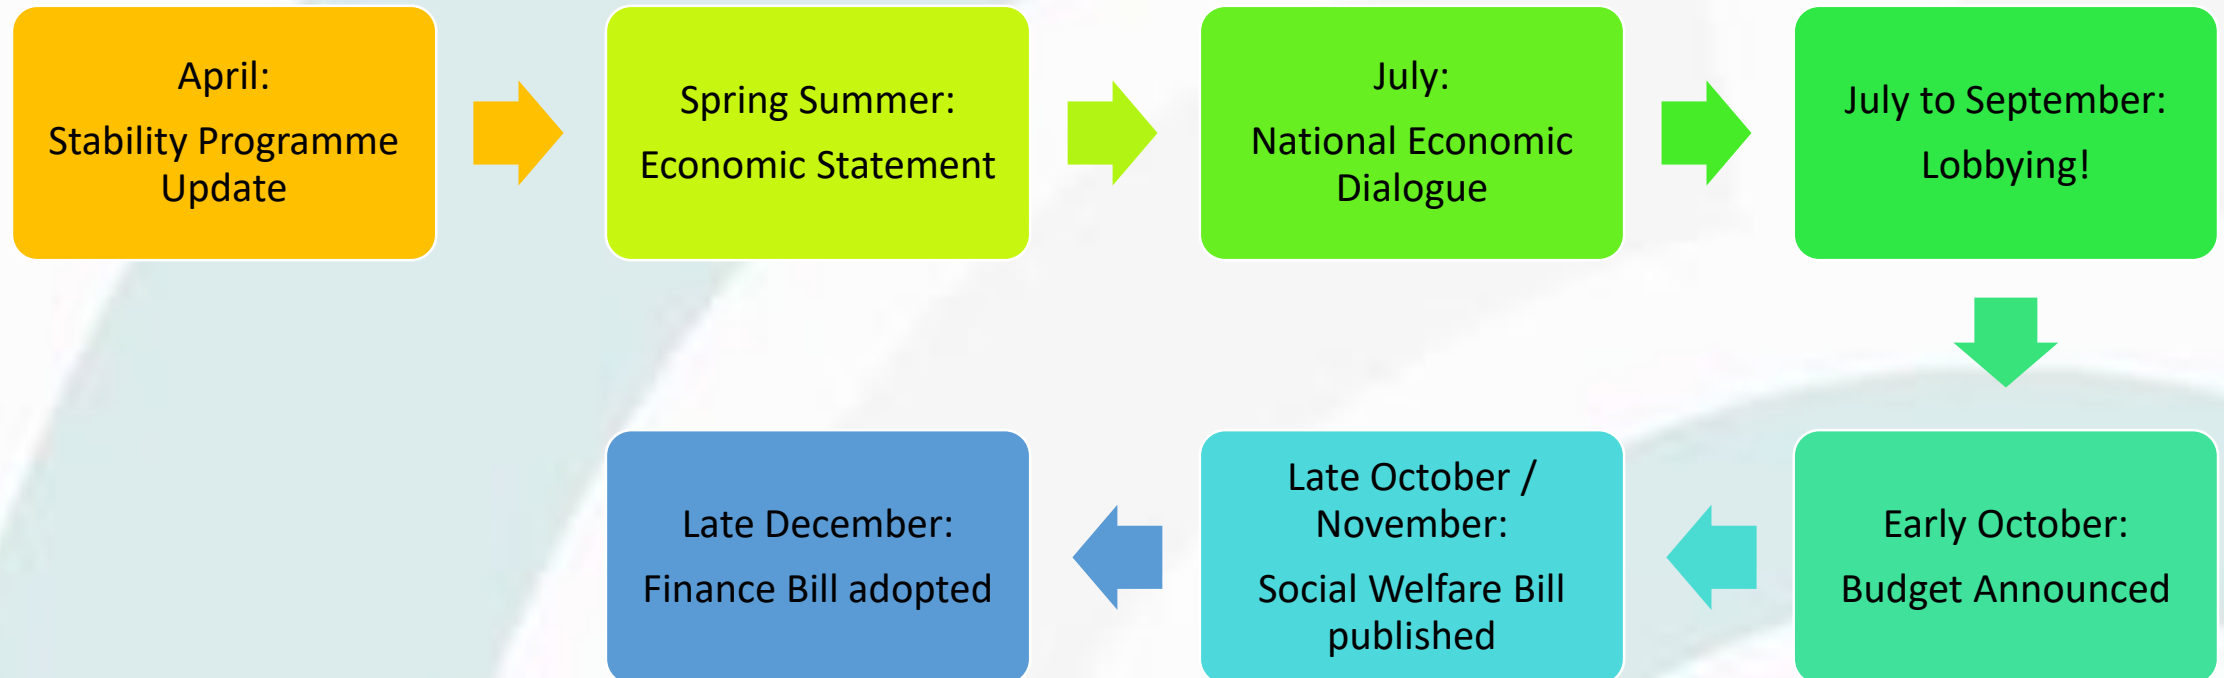 April:
Stability Programme
Update
Spring Summer:
Economic Statement
July:
National Economic
Dialogue
July to September:
Lobbying!
Early October:
Budget Announced
Late October /
November:
Social Welfare Bill
published
Late December:
Finance Bill adopted